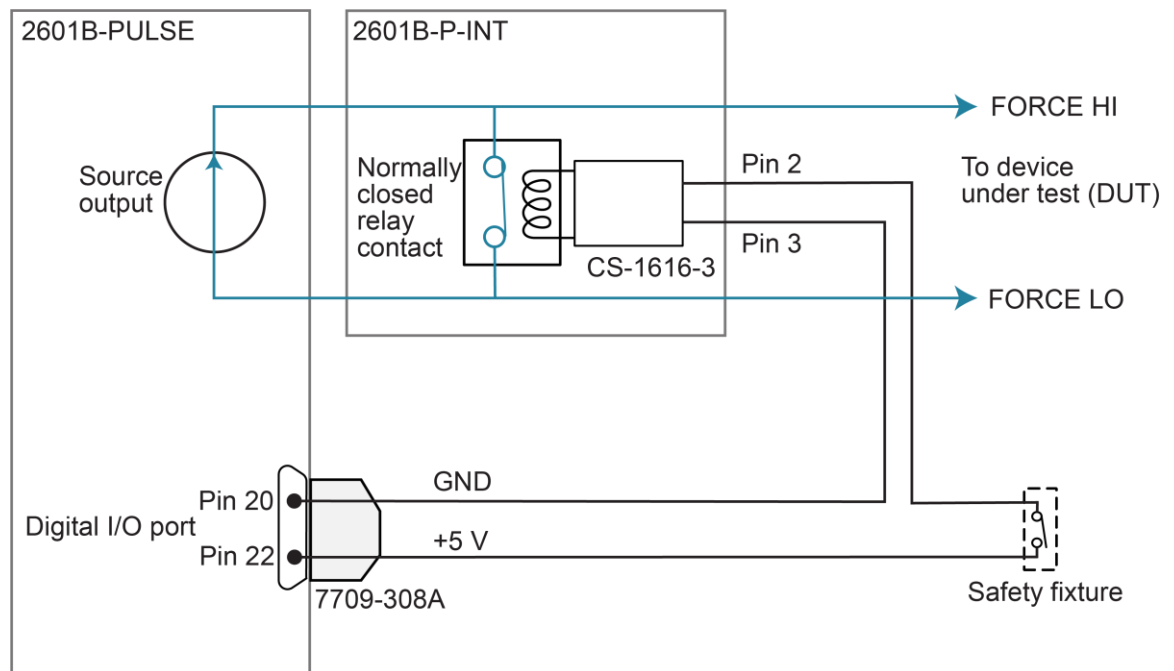 2601B-PULSE
2601B-P-INT
FORCE HI
Source
output
Normally
closed
relay
contact
Pin 2
To device
under test (DUT)
Pin 3
CS-1616-3
FORCE LO
GND
Pin 20
Digital I/O port
+5 V
Pin 22
7709-308A
Safety fixture